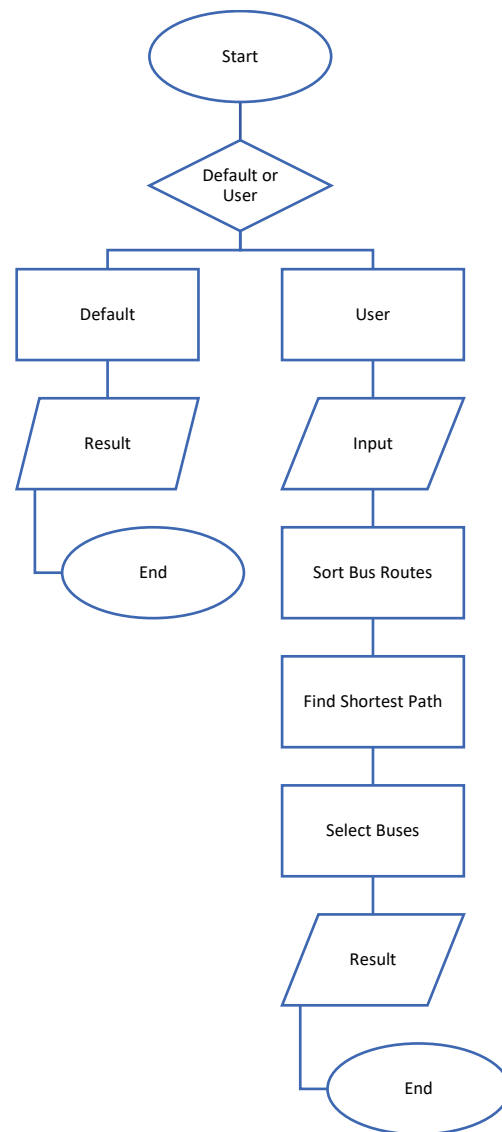 Start
Default or
User
Default
User
Result
Input
End
Sort Bus Routes
Find Shortest Path
Select Buses
Result
End